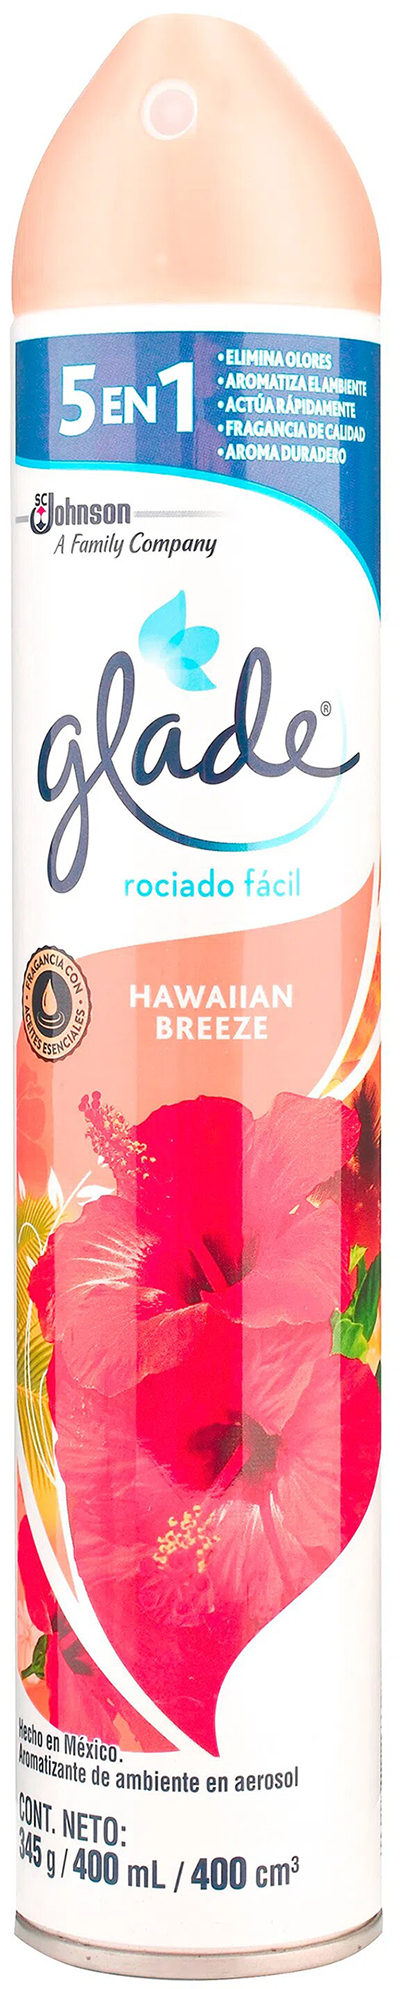 5 EN 1
•ELIMINA OLORES
•AROMATIZA EL AMBIENTE
•ACTÚA RÁPIDAMENTE
•FRAGANCIA DE CALIDAD
•AROMA DURADERO
SC Johnson
A Family Company
glade®
rociado fácil
FRAGANCIA CON
ACEITES ESENCIALES
HAWAIIAN
BREEZE
Hecho en México.
Aromatizante de ambiente en aerosol
CONT. NETO:
345 g / 400 mL / 400 cm³